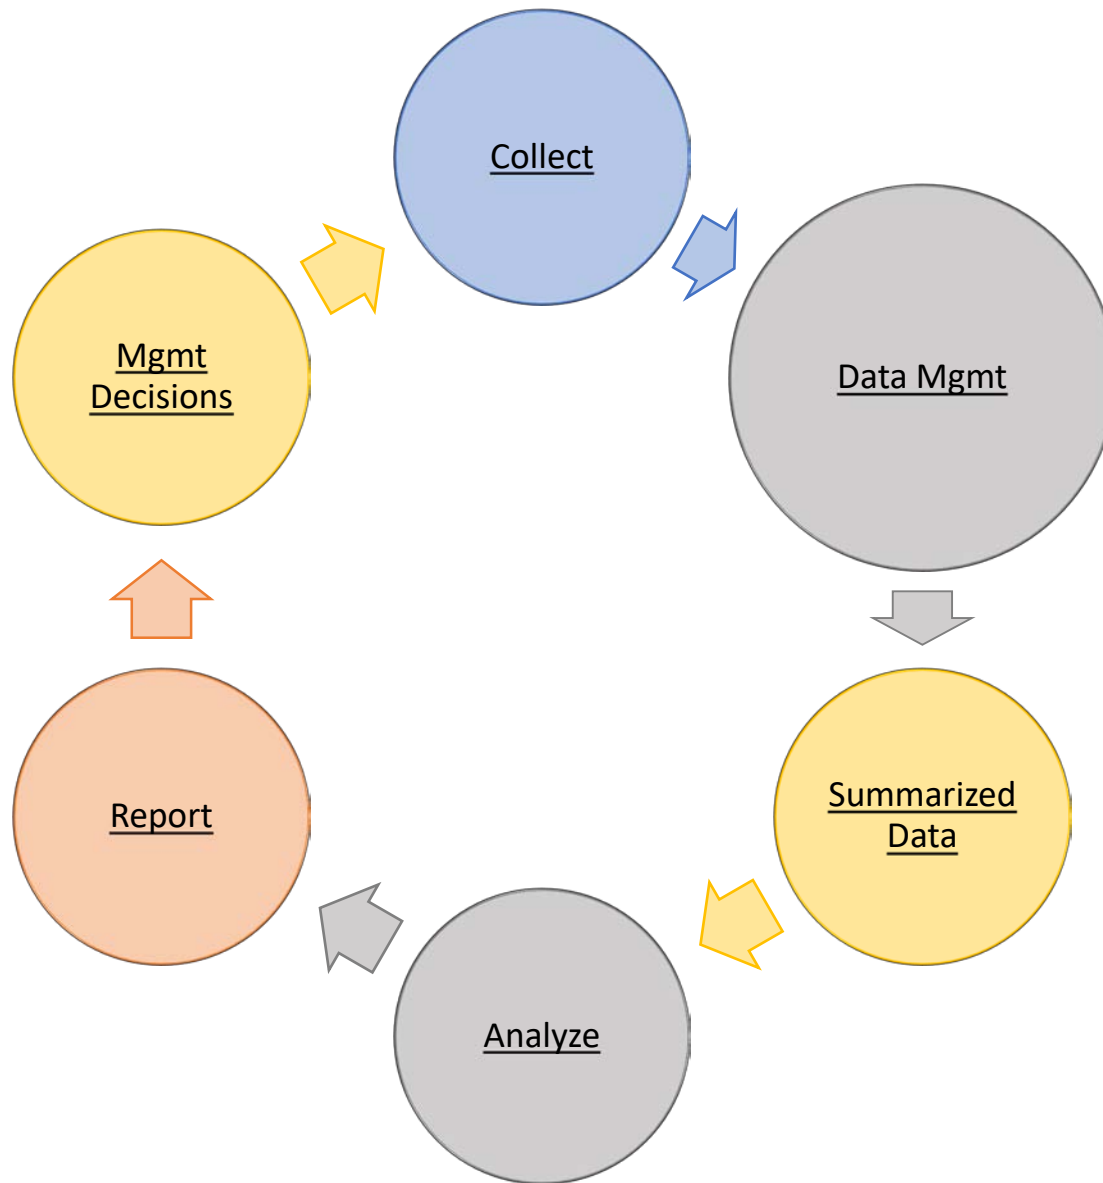 Collect
Data Mgmt
Summarized
Data
Analyze
Report
Mgmt
Decisions